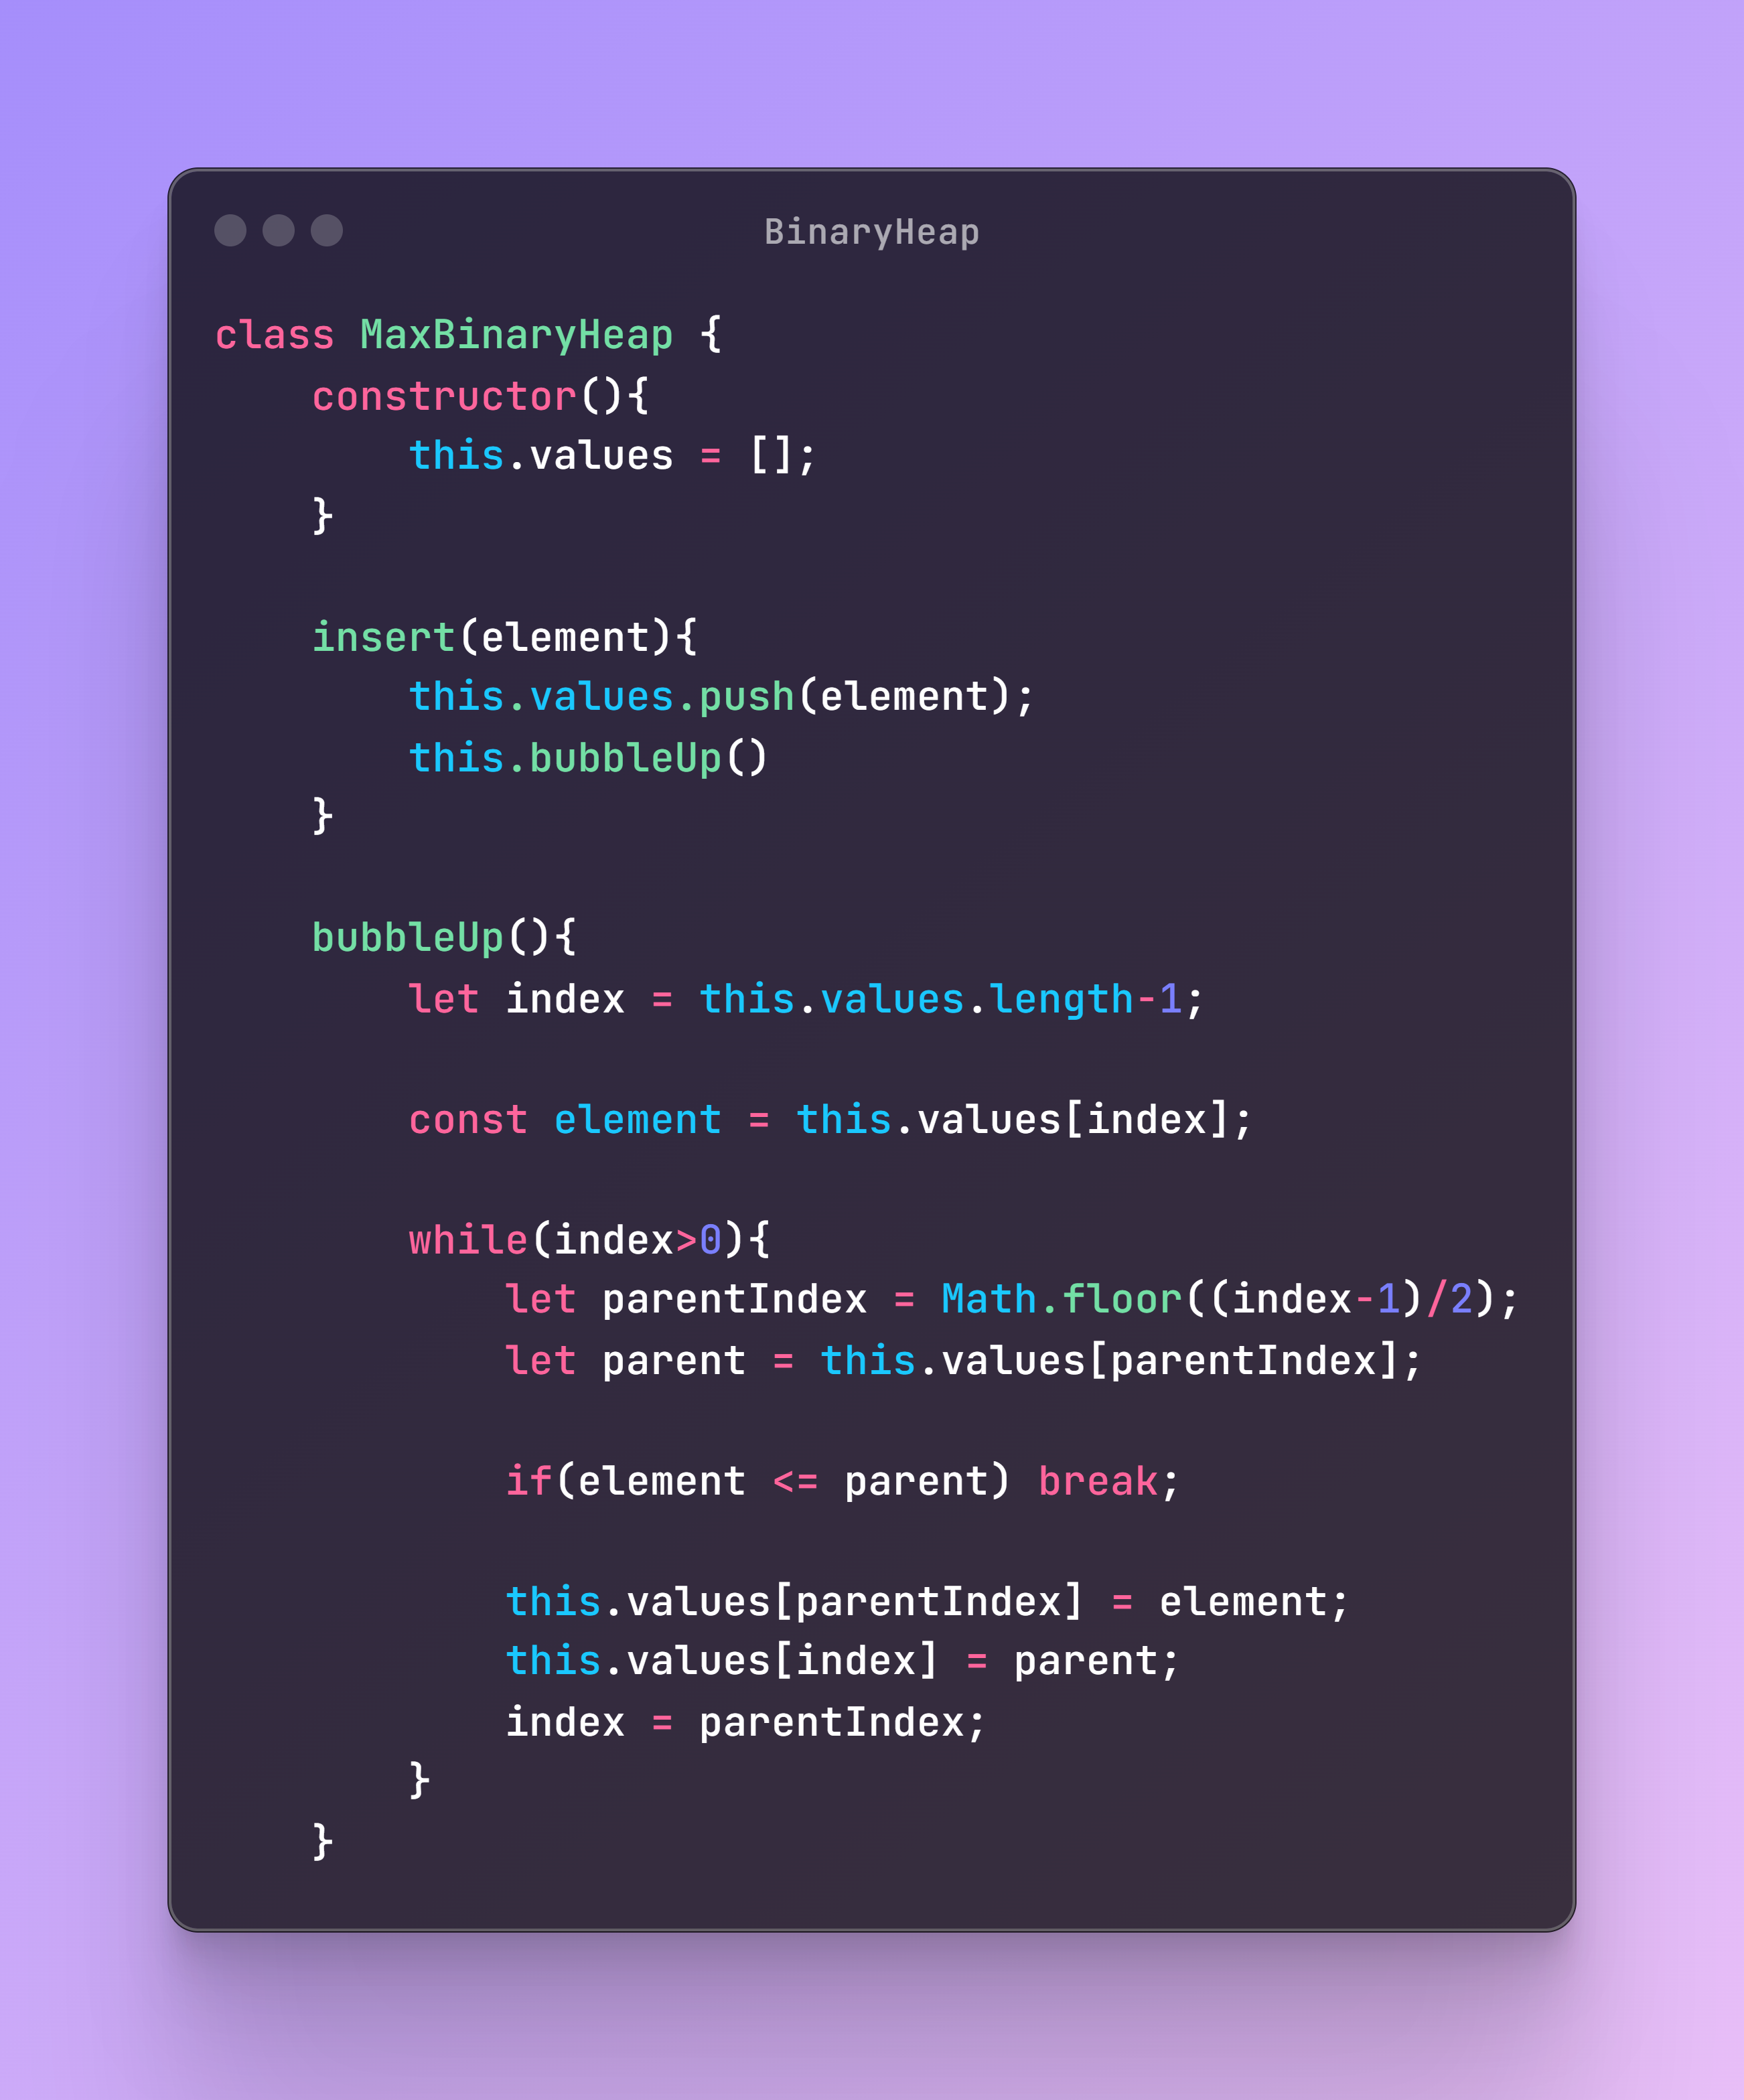 BinaryHeap
class MaxBinaryHeap {
    constructor(){
        this.values = [];
    }

    insert(element){
        this.values.push(element);
        this.bubbleUp()
    }

    bubbleUp(){
        let index = this.values.length-1;

        const element = this.values[index];

        while(index>0){
            let parentIndex = Math.floor((index-1)/2);
            let parent = this.values[parentIndex];

            if(element <= parent) break;

            this.values[parentIndex] = element;
            this.values[index] = parent;
            index = parentIndex;
        }
    }